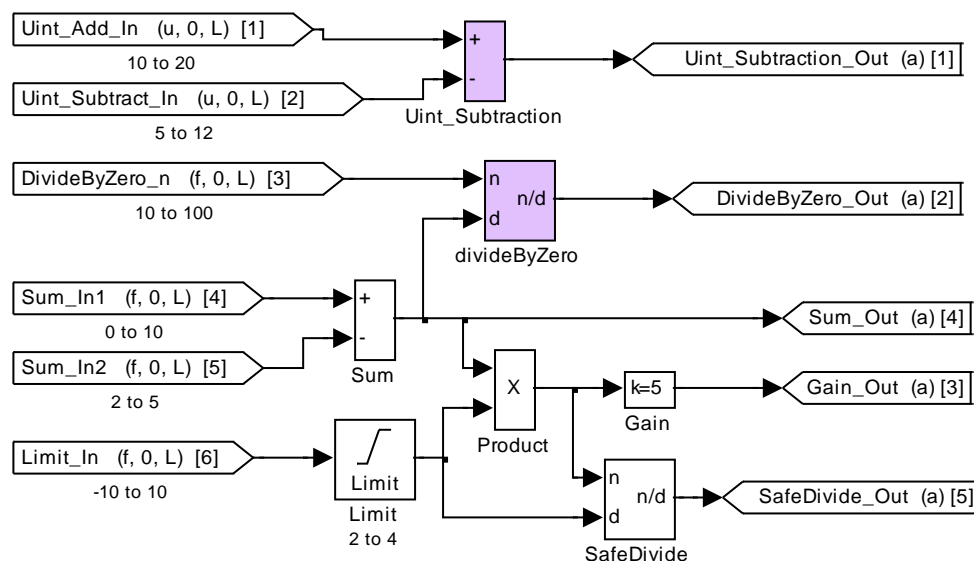 Uint_Add_In (u, 0, L) [1]
10 to 20
+
-
Uint_Subtraction
Uint_Subtraction_Out (a) [1]
Uint_Subtract_In (u, 0, L) [2]
5 to 12
DivideByZero_n (f, 0, L) [3]
10 to 100
n
d
n/d
divideByZero
DivideByZero_Out (a) [2]
Sum_In1 (f, 0, L) [4]
0 to 10
+
-
Sum
Sum_Out (a) [4]
Sum_In2 (f, 0, L) [5]
2 to 5
X
Product
k=5
Gain
Gain_Out (a) [3]
Limit_In (f, 0, L) [6]
-10 to 10
Limit
Limit
2 to 4
n
d
n/d
SafeDivide
SafeDivide_Out (a) [5]